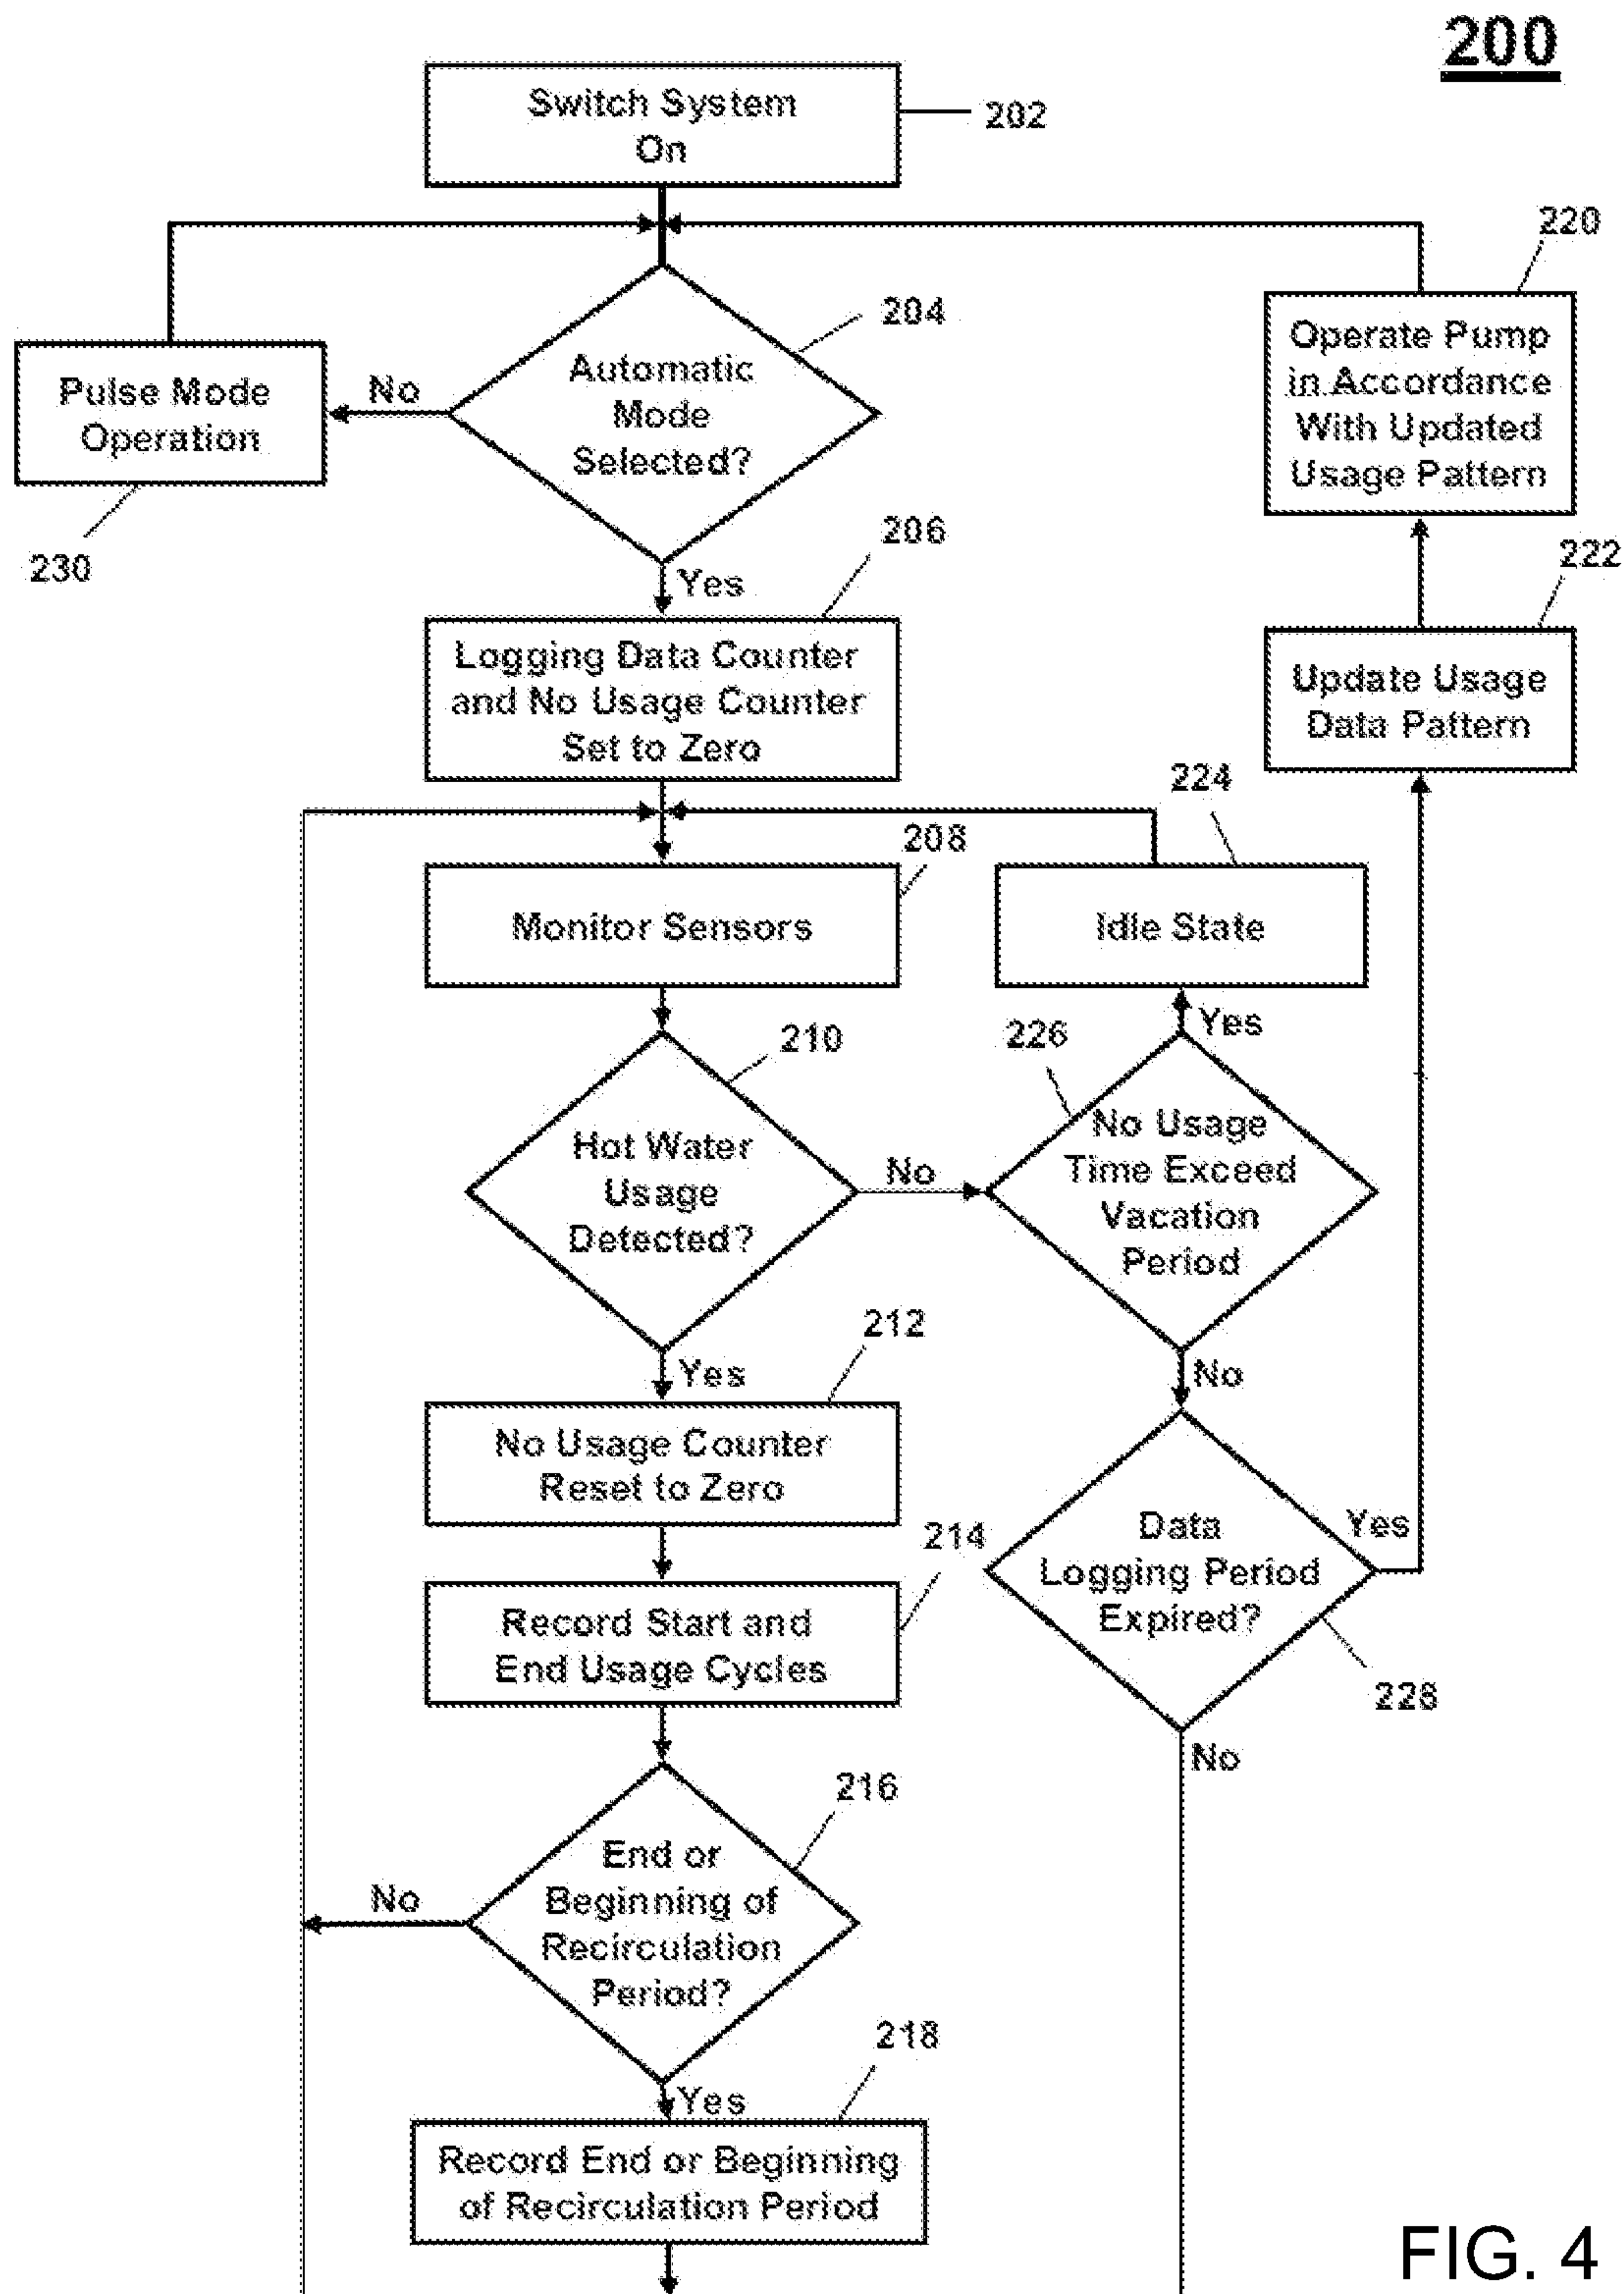 200
Switch System
On
202
220
204
Automatic
Mode
Selected?
No
Pulse Mode
Operation
230
Operate Pump
in Accordance
With Updated
Usage Pattern
222
Yes
206
Logging Data Counter
and No Usage Counter
Set to Zero
Update Usage
Data Pattern
208
224
Monitor Sensors
Idle State
210
Yes
226
Hot Water
Usage
Detected?
No
No Usage
Time Exceed
Vacation
Period
Yes
212
No
No Usage Counter
Reset to Zero
214
Data
Logging Period
Expired?
Yes
228
No
Record Start and
End Usage Cycles
216
End or
Beginning of
Recirculation
Period?
No
Yes
218
Record End or Beginning
of Recirculation Period
FIG. 4